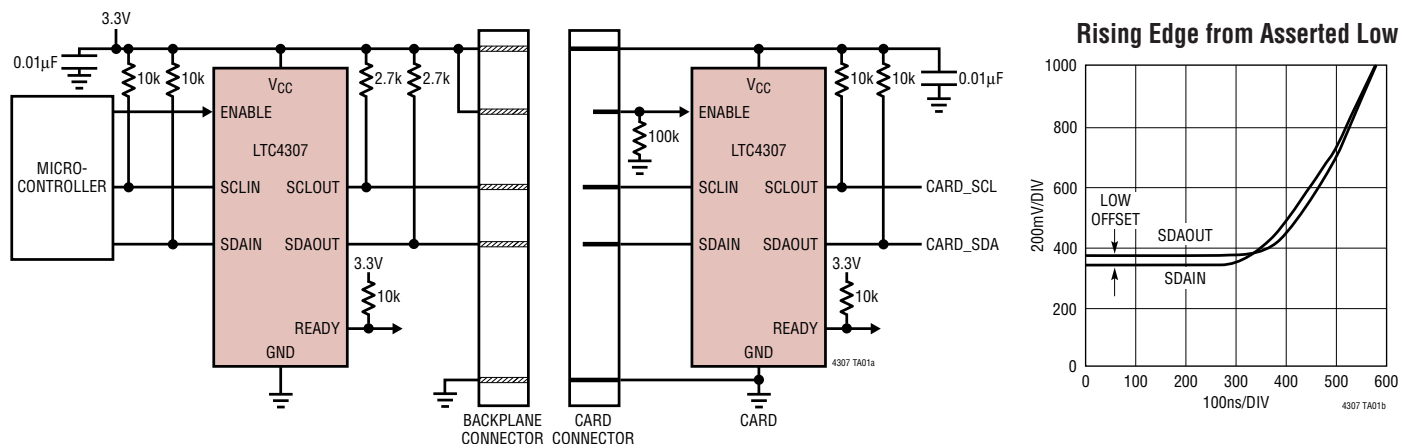 3.3V
0.01µF
10k
10k
2.7k
2.7k
VCC
ENABLE
LTC4307
MICRO-
CONTROLLER
SCLIN
SCLOUT
SDAIN
SDAOUT
3.3V
10k
READY
GND
BACKPLANE
CONNECTOR
CARD
CONNECTOR
100k
VCC
ENABLE
LTC4307
SCLIN
SCLOUT
SDAIN
SDAOUT
10k
10k
0.01µF
CARD_SCL
CARD_SDA
3.3V
10k
READY
GND
4307 TA01a
CARD
Rising Edge from Asserted Low
1000
800
600
400
200
0
200mV/DIV
LOW
OFFSET
SDAOUT
SDAIN
0 100 200 300 400 500 600
100ns/DIV
4307 TA01b